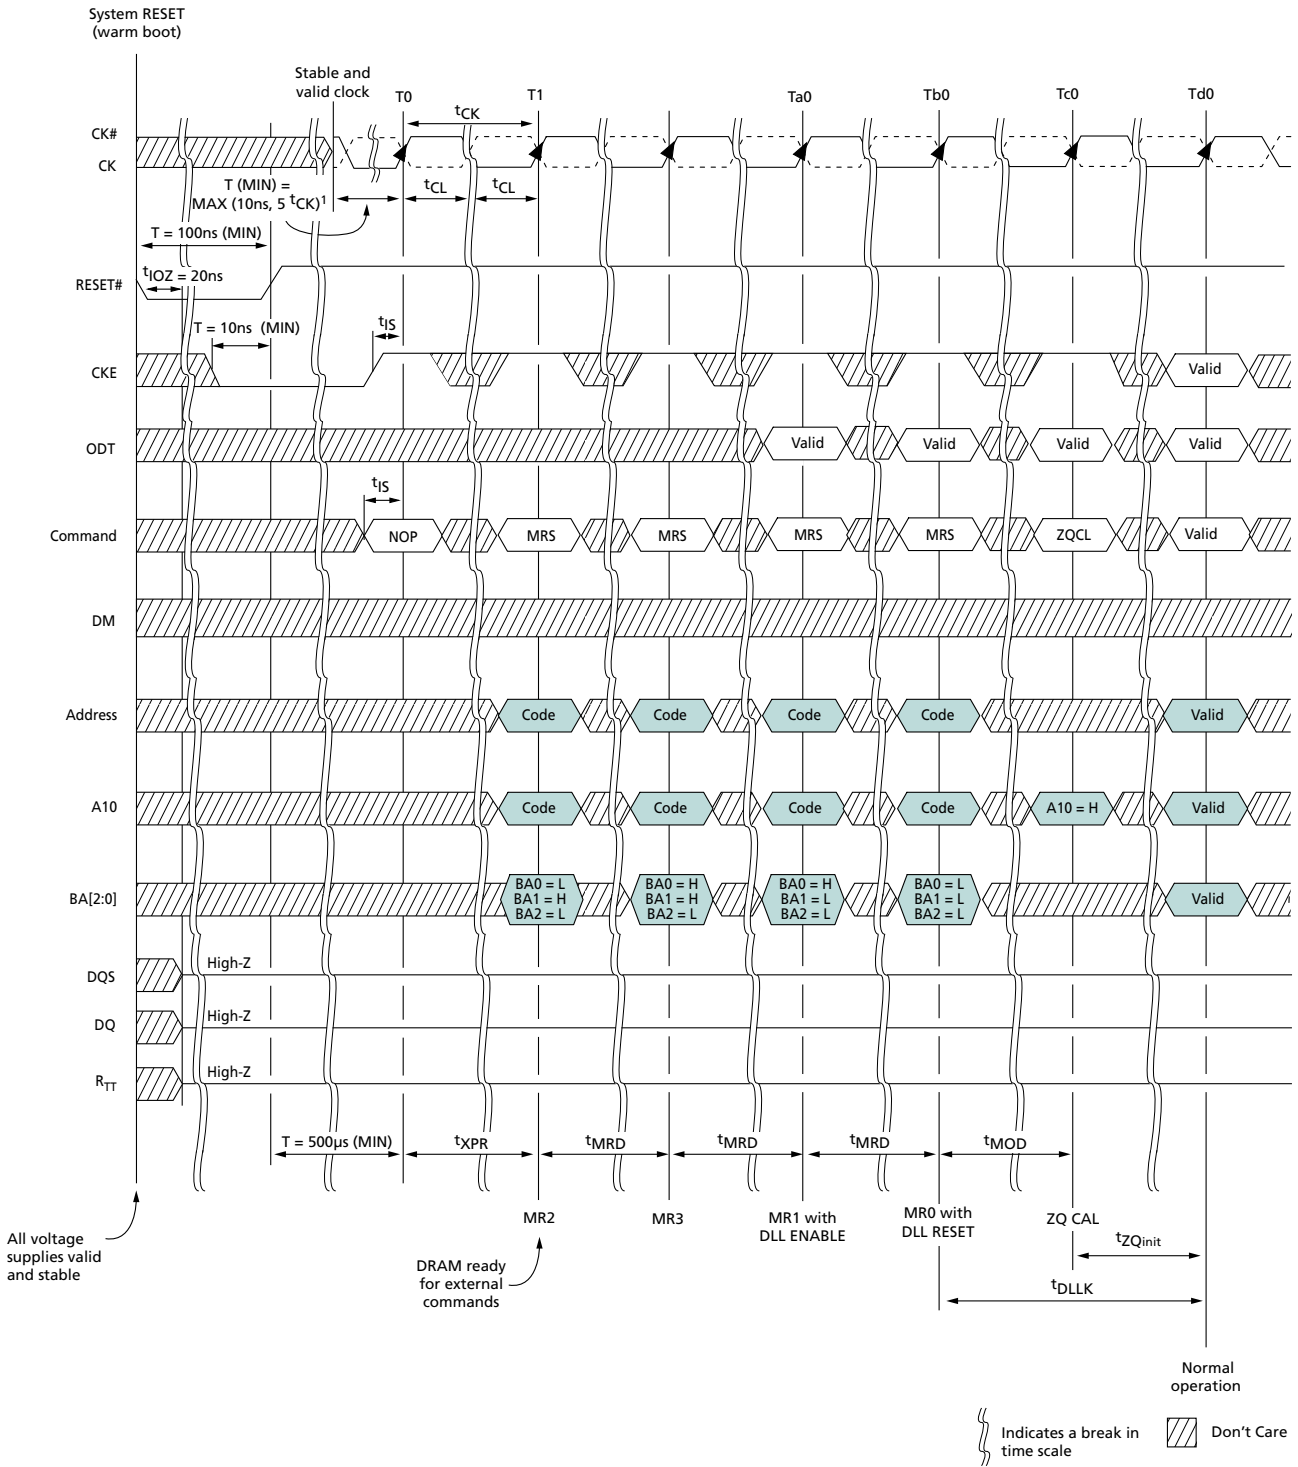 System RESET
(warm boot)
Stable and
valid clock
T0
T1
Ta0
Tb0
Tc0
Td0
tCK
CK#
CK
T (MIN) =
MAX (10ns, 5 tCK)1
tCL
tCL
T = 100ns (MIN)
tIOZ = 20ns
RESET#
T = 10ns (MIN)
tIS
CKE
Valid
ODT
Valid
Valid
Valid
Valid
tIS
Command
NOP
MRS
MRS
MRS
MRS
ZQCL
Valid
DM
Address
Code
Code
Code
Code
Valid
A10
Code
Code
Code
Code
A10 = H
Valid
BA[2:0]
BA0 = L
BA1 = H
BA2 = L
BA0 = H
BA1 = H
BA2 = L
BA0 = H
BA1 = L
BA2 = L
BA0 = L
BA1 = L
BA2 = L
Valid
DQS
High-Z
DQ
High-Z
RTT
High-Z
T = 500µs (MIN)
tXPR
tMRD
tMRD
tMRD
tMOD
MR2
MR3
MR1 with
DLL ENABLE
MR0 with
DLL RESET
ZQ CAL
tZQinit
All voltage
supplies valid
and stable
DRAM ready
for external
commands
tDLLK
Normal
operation
Indicates a break in
time scale
Don't Care